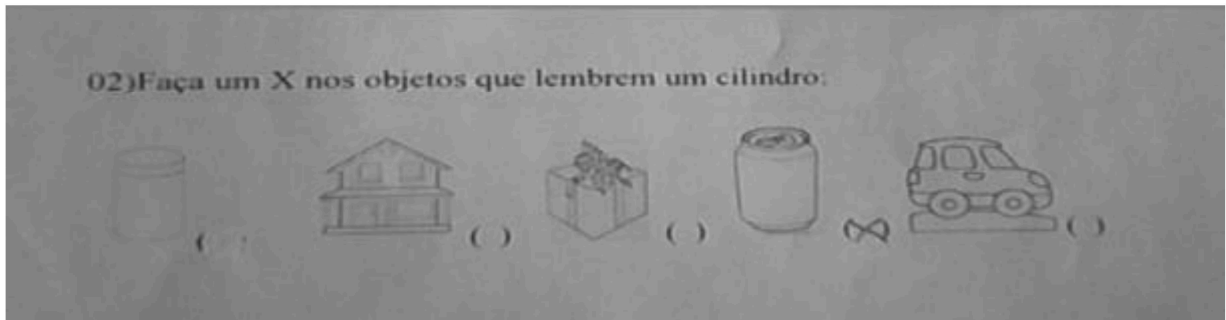 02)Faça um X nos objetos que lembrem um cilindro:
( ) ( ) ( ) (X) ( )